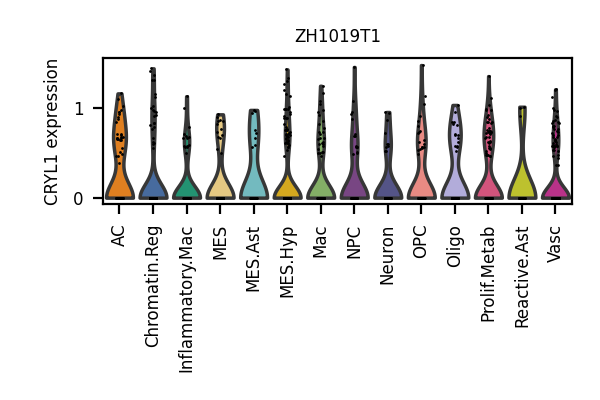 ZH1019T1
CRYL1 expression
1
0
AC
Chromatin.Reg
Inflammatory.Mac
MES
MES.Ast
MES.Hyp
Mac
NPC
Neuron
OPC
Oligo
Prolif.Metab
Reactive.Ast
Vasc